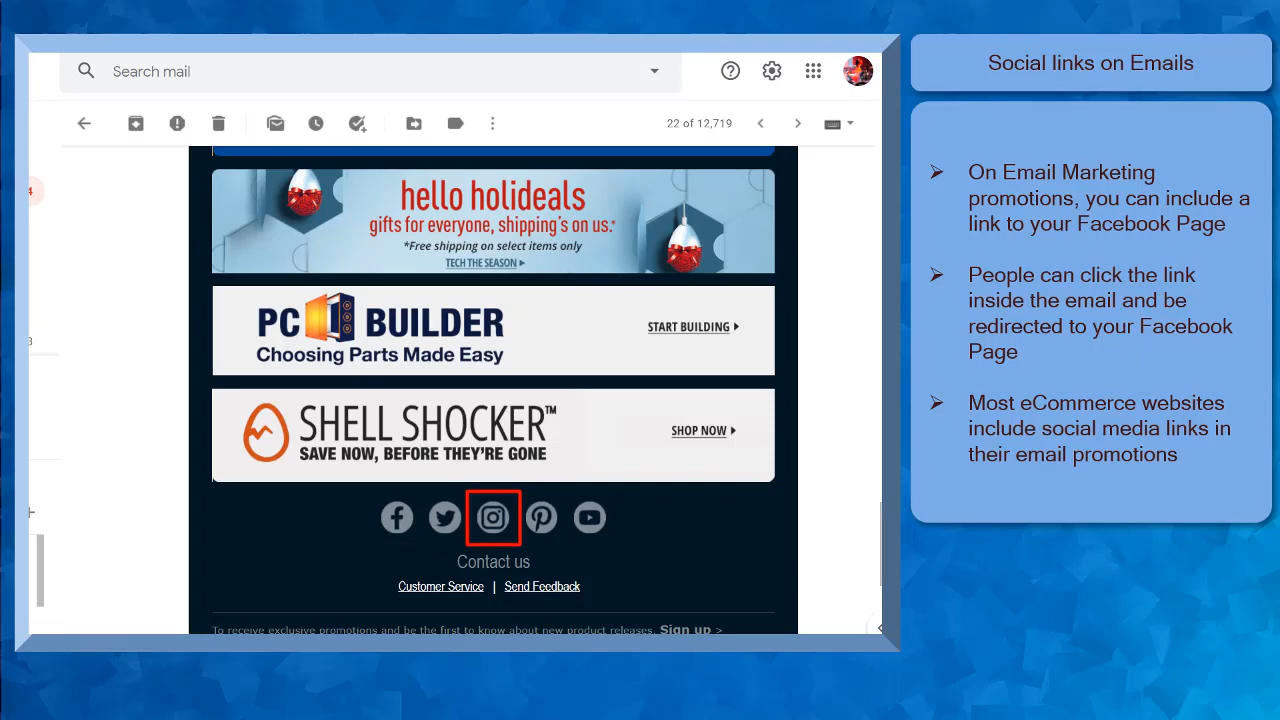 Search mail
22 of 12,719
4
hello holideals
gifts for everyone, shipping's on us.*
*Free shipping on select items only
TECH THE SEASON
PC BUILDER
Choosing Parts Made Easy
START BUILDING
SHELL SHOCKER™
SAVE NOW, BEFORE THEY'RE GONE
SHOP NOW
Contact us
Customer Service | Send Feedback
To receive exclusive promotions and be the first to know about new product releases. Sign up >
Social links on Emails
On Email Marketing
promotions, you can include a
link to your Facebook Page
People can click the link
inside the email and be
redirected to your Facebook
Page
Most eCommerce websites
include social media links in
their email promotions